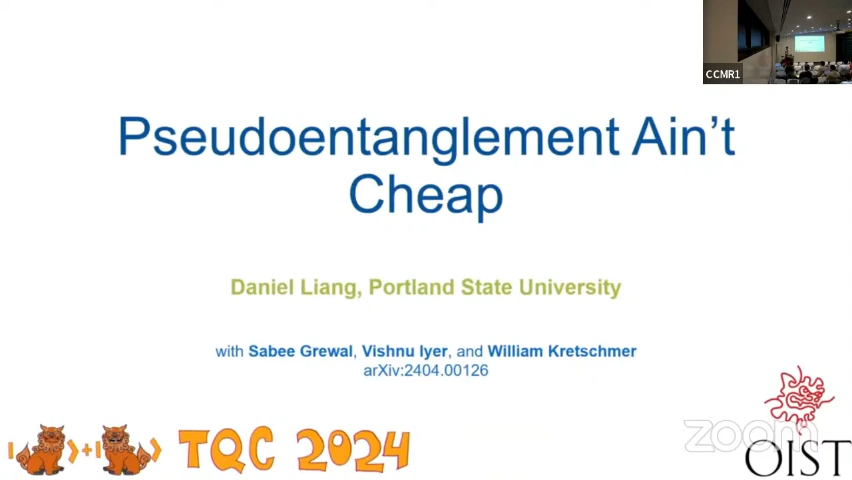 CCMR1
Pseudoentanglement Ain't
Cheap
Daniel Liang, Portland State University
with Sabee Grewal, Vishnu Iyer, and William Kretschmer
arXiv:2404.00126
|⟩+|⟩ TQC 2024
zoom
OIST